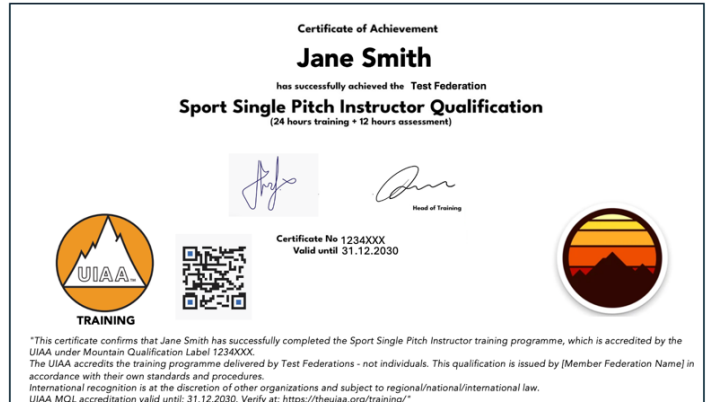 Certificate of Achievement
Jane Smith
has successfully achieved the Test Federation
Sport Single Pitch Instructor Qualification
(24 hours training + 12 hours assessment)
Head of Training
Certificate No 1234XXX
Valid until 31.12.2030
UIAA™
TRAINING
"This certificate confirms that Jane Smith has successfully completed the Sport Single Pitch Instructor training programme, which is accredited by the
UIAA under Mountain Qualification Label 1234XXX.
The UIAA accredits the training programme delivered by Test Federations - not individuals. This qualification is issued by [Member Federation Name] in
accordance with their own standards and procedures.
International recognition is at the discretion of other organizations and subject to regional/national/international law.
UIAA MQL accreditation valid until: 31.12.2030. Verify at: https://theuiaa.org/training/"